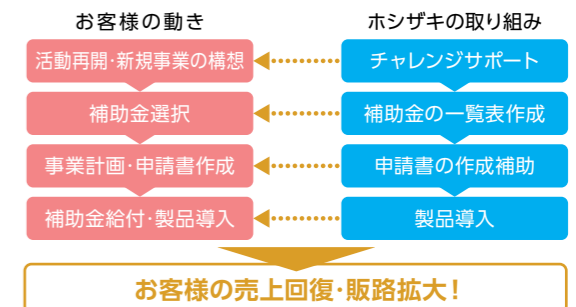 お客様の動き
ホシザキの取り組み
活動再開・新規事業の構想
チャレンジサポート
補助金選択
補助金の一覧表作成
事業計画・申請書作成
申請書の作成補助
補助金給付・製品導入
製品導入
お客様の売上回復・販路拡大！